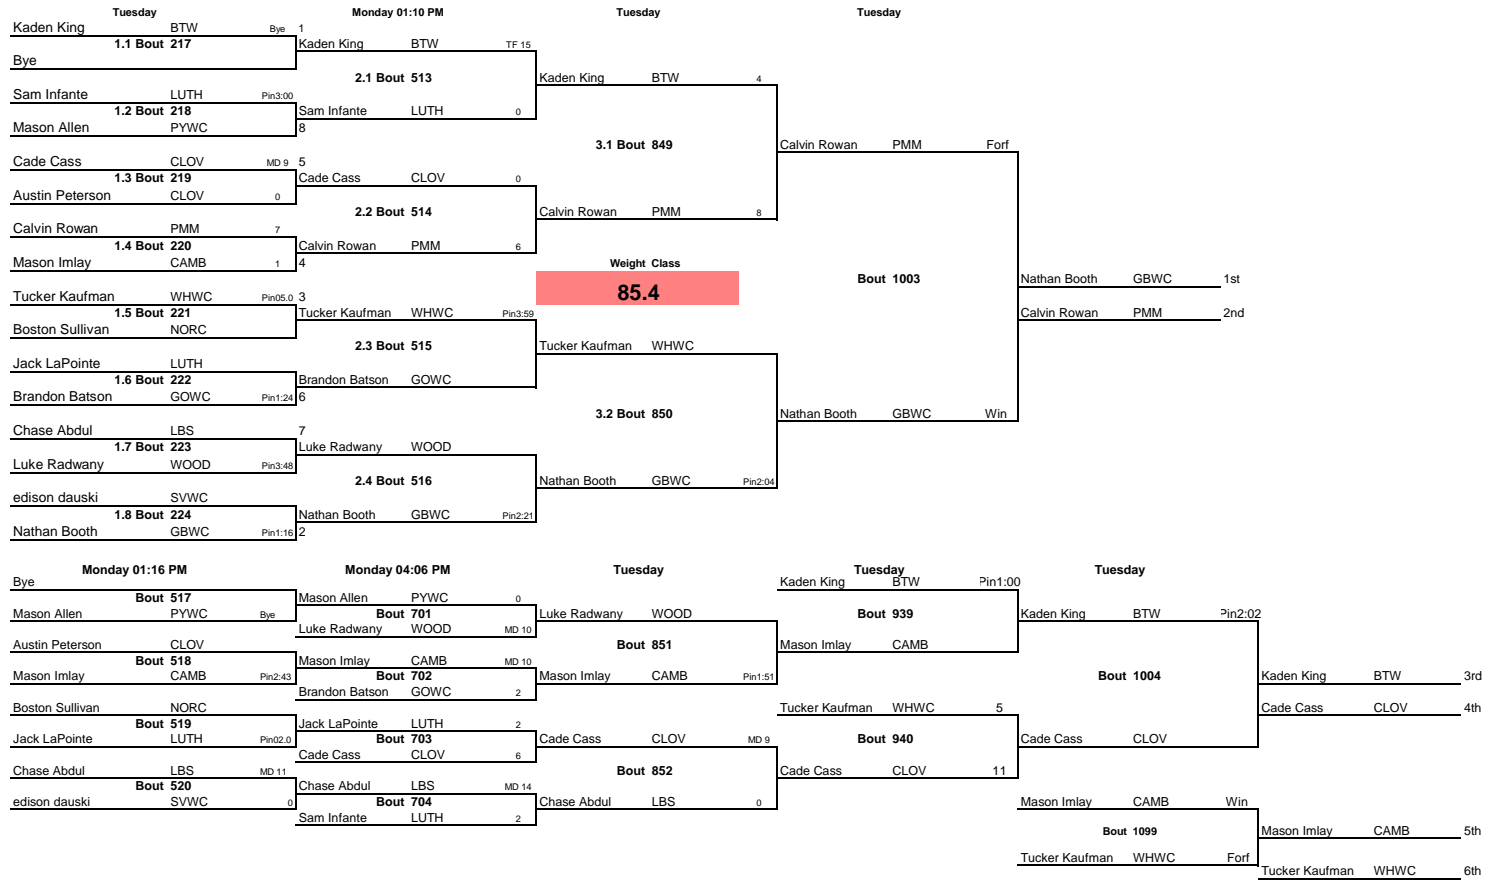 Tuesday Monday 01:10 PM Tuesday Tuesday
Kaden King BTW Bye 1
1.1 Bout 217
Kaden King BTW TF 15
Bye
2.1 Bout 513
Kaden King BTW 4
Sam Infante LUTH Pin3:00
1.2 Bout 218
Sam Infante LUTH 0
Mason Allen PYWC 8
3.1 Bout 849
Calvin Rowan PMM Forf
Cade Cass CLOV MD 9 5
1.3 Bout 219
Cade Cass CLOV 0
Austin Peterson CLOV 0
2.2 Bout 514
Calvin Rowan PMM 8
Calvin Rowan PMM 7
1.4 Bout 220
Calvin Rowan PMM 6
Mason Imlay CAMB 1 4
Weight Class
85.4
Bout 1003
Nathan Booth GBWC 1st
Calvin Rowan PMM 2nd
Tucker Kaufman WHWC Pin05.0 3
1.5 Bout 221
Tucker Kaufman WHWC Pin3:59
Boston Sullivan NORC
2.3 Bout 515
Tucker Kaufman WHWC
Jack LaPointe LUTH
1.6 Bout 222
Brandon Batson GOWC
Brandon Batson GOWC Pin1:24 6
3.2 Bout 850
Nathan Booth GBWC Win
Chase Abdul LBS 7
1.7 Bout 223
Luke Radwany WOOD
Luke Radwany WOOD Pin3:48
2.4 Bout 516
Nathan Booth GBWC Pin2:04
edison dauski SVWC
1.8 Bout 224
Nathan Booth GBWC Pin2:21
Nathan Booth GBWC Pin1:16 2
Monday 01:16 PM Monday 04:06 PM Tuesday Tuesday Tuesday
Bye
Kaden King BTW Pin1:00
Bout 517
Mason Allen PYWC 0
Mason Allen PYWC Bye
Bout 701
Luke Radwany WOOD
Bout 939
Kaden King BTW Pin2:02
Luke Radwany WOOD MD 10
Austin Peterson CLOV
Bout 851
Mason Imlay CAMB
Bout 518
Mason Imlay CAMB MD 10
Mason Imlay CAMB Pin2:43
Bout 702
Mason Imlay CAMB Pin1:51
Bout 1004
Kaden King BTW 3rd
Brandon Batson GOWC 2
Boston Sullivan NORC
Tucker Kaufman WHWC 5
Cade Cass CLOV 4th
Bout 519
Jack LaPointe LUTH 2
Jack LaPointe LUTH Pin02.0
Bout 703
Cade Cass CLOV MD 9
Bout 940
Cade Cass CLOV
Cade Cass CLOV 6
Chase Abdul LBS MD 11
Bout 852
Cade Cass CLOV 11
Bout 520
Chase Abdul LBS MD 14
edison dauski SVWC 0
Bout 704
Chase Abdul LBS 0
Mason Imlay CAMB Win
Sam Infante LUTH 2
Bout 1099
Mason Imlay CAMB 5th
Tucker Kaufman WHWC Forf
Tucker Kaufman WHWC 6th